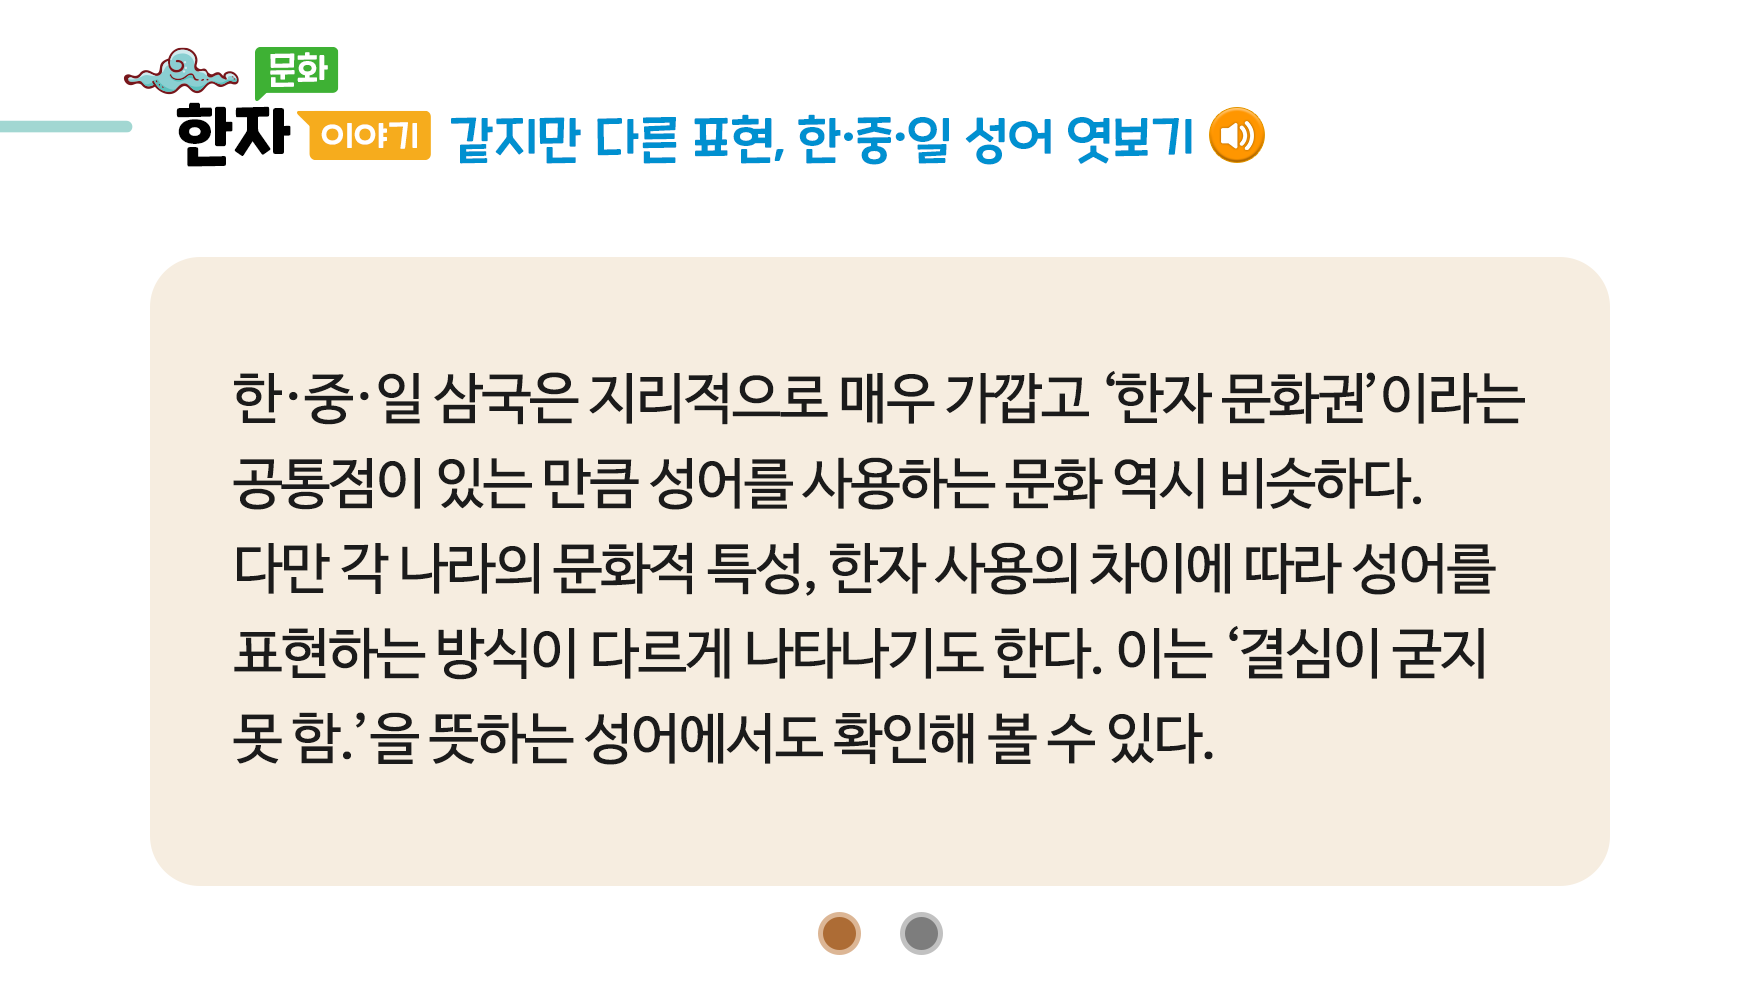 문화
한자 이야기 같지만 다른 표현, 한·중·일 성어 엿보기
한·중·일 삼국은 지리적으로 매우 가깝고 ‘한자 문화권’이라는
공통점이 있는 만큼 성어를 사용하는 문화 역시 비슷하다.
다만 각 나라의 문화적 특성, 한자 사용의 차이에 따라 성어를
표현하는 방식이 다르게 나타나기도 한다. 이는 ‘결심이 굳지
못 함.’을 뜻하는 성어에서도 확인해 볼 수 있다.